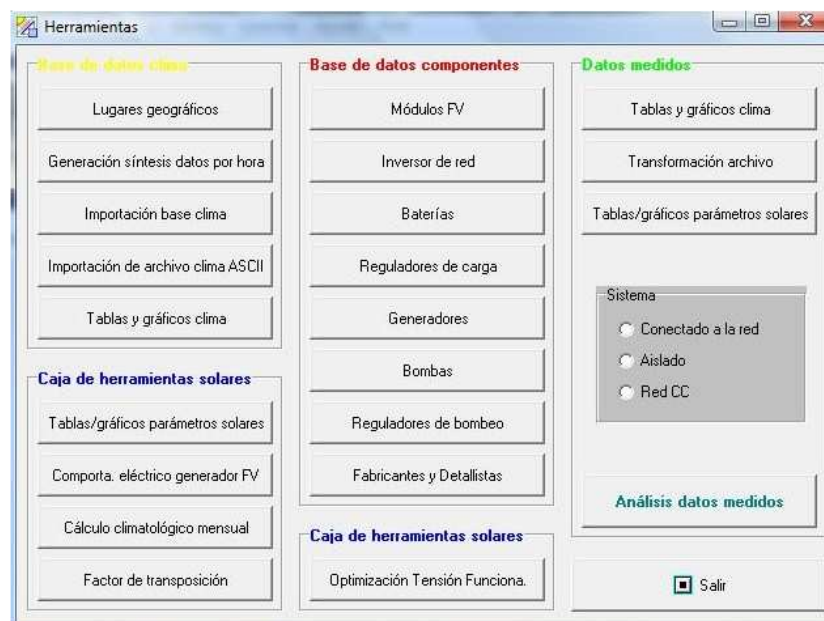 Herramientas
Base de datos clima
Lugares geográficos
Generación síntesis datos por hora
Importación base clima
Importación de archivo clima ASCII
Tablas y gráficos clima
Caja de herramientas solares
Tablas/gráficos parámetros solares
Comporta. eléctrico generador FV
Cálculo climatológico mensual
Factor de transposición
Base de datos componentes
Módulos FV
Inversor de red
Baterías
Reguladores de carga
Generadores
Bombas
Reguladores de bombeo
Fabricantes y Detallistas
Caja de herramientas solares
Optimización Tensión Funciona.
Datos medidos
Tablas y gráficos clima
Transformación archivo
Tablas/gráficos parámetros solares
Sistema
Conectado a la red
Aislado
Red CC
Análisis datos medidos
Salir